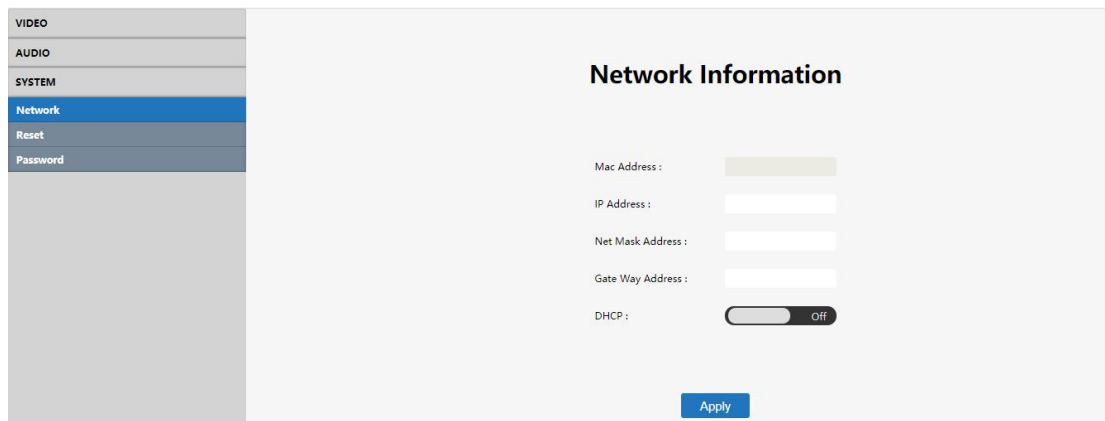 VIDEO
AUDIO
SYSTEM
Network
Reset
Password
Network Information
Mac Address :
IP Address :
Net Mask Address :
Gate Way Address :
DHCP : Off
Apply